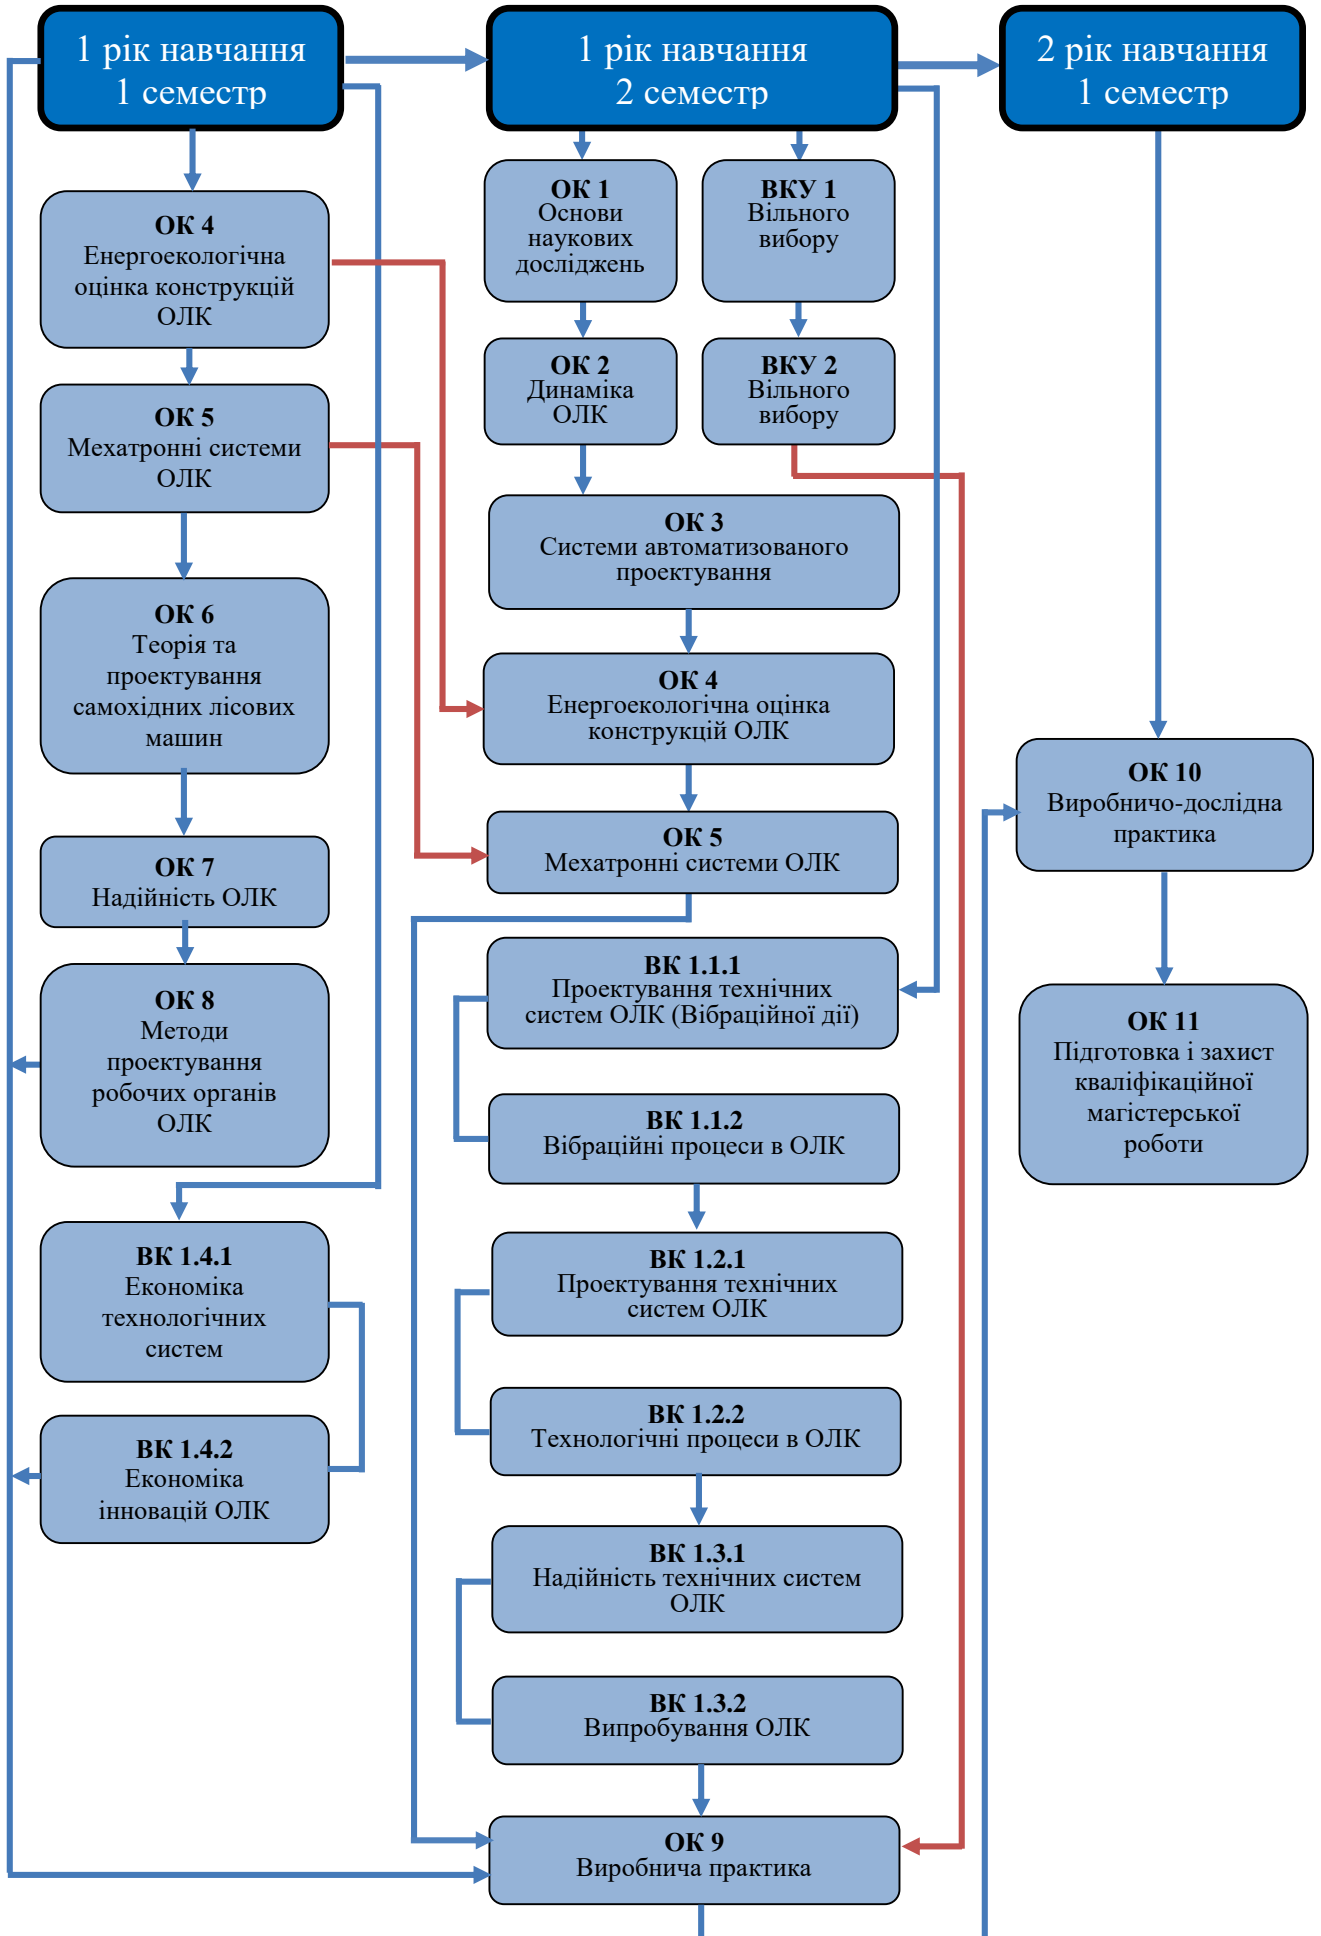 1 рік навчання
1 семестр
1 рік навчання
2 семестр
2 рік навчання
1 семестр
ОК 4
Енергоекологічна
оцінка конструкцій
ОЛК
ОК 5
Мехатронні системи
ОЛК
ОК 6
Теорія та
проектування
самохідних лісових
машин
ОК 7
Надійність ОЛК
ОК 8
Методи
проектування
робочих органів
ОЛК
ВК 1.4.1
Економіка
технологічних
систем
ВК 1.4.2
Економіка
інновацій ОЛК
ОК 1
Основи
наукових
досліджень
ВКУ 1
Вільного
вибору
ОК 2
Динаміка
ОЛК
ВКУ 2
Вільного
вибору
ОК 3
Системи автоматизованого
проектування
ОК 4
Енергоекологічна оцінка
конструкцій ОЛК
ОК 5
Мехатронні системи ОЛК
ВК 1.1.1
Проектування технічних
систем ОЛК (Вібраційної дії)
ВК 1.1.2
Вібраційні процеси в ОЛК
ВК 1.2.1
Проектування технічних
систем ОЛК
ВК 1.2.2
Технологічні процеси в ОЛК
ВК 1.3.1
Надійність технічних систем
ОЛК
ВК 1.3.2
Випробування ОЛК
ОК 9
Виробнича практика
ОК 10
Виробничо-дослідна
практика
ОК 11
Підготовка і захист
кваліфікаційної
магістерської
роботи